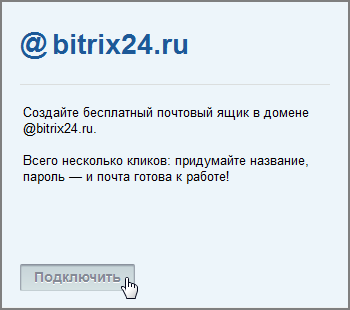 @bitrix24.ru
Создайте бесплатный почтовый ящик в домене
@bitrix24.ru.
Всего несколько кликов: придумайте название,
пароль — и почта готова к работе!
Подключить